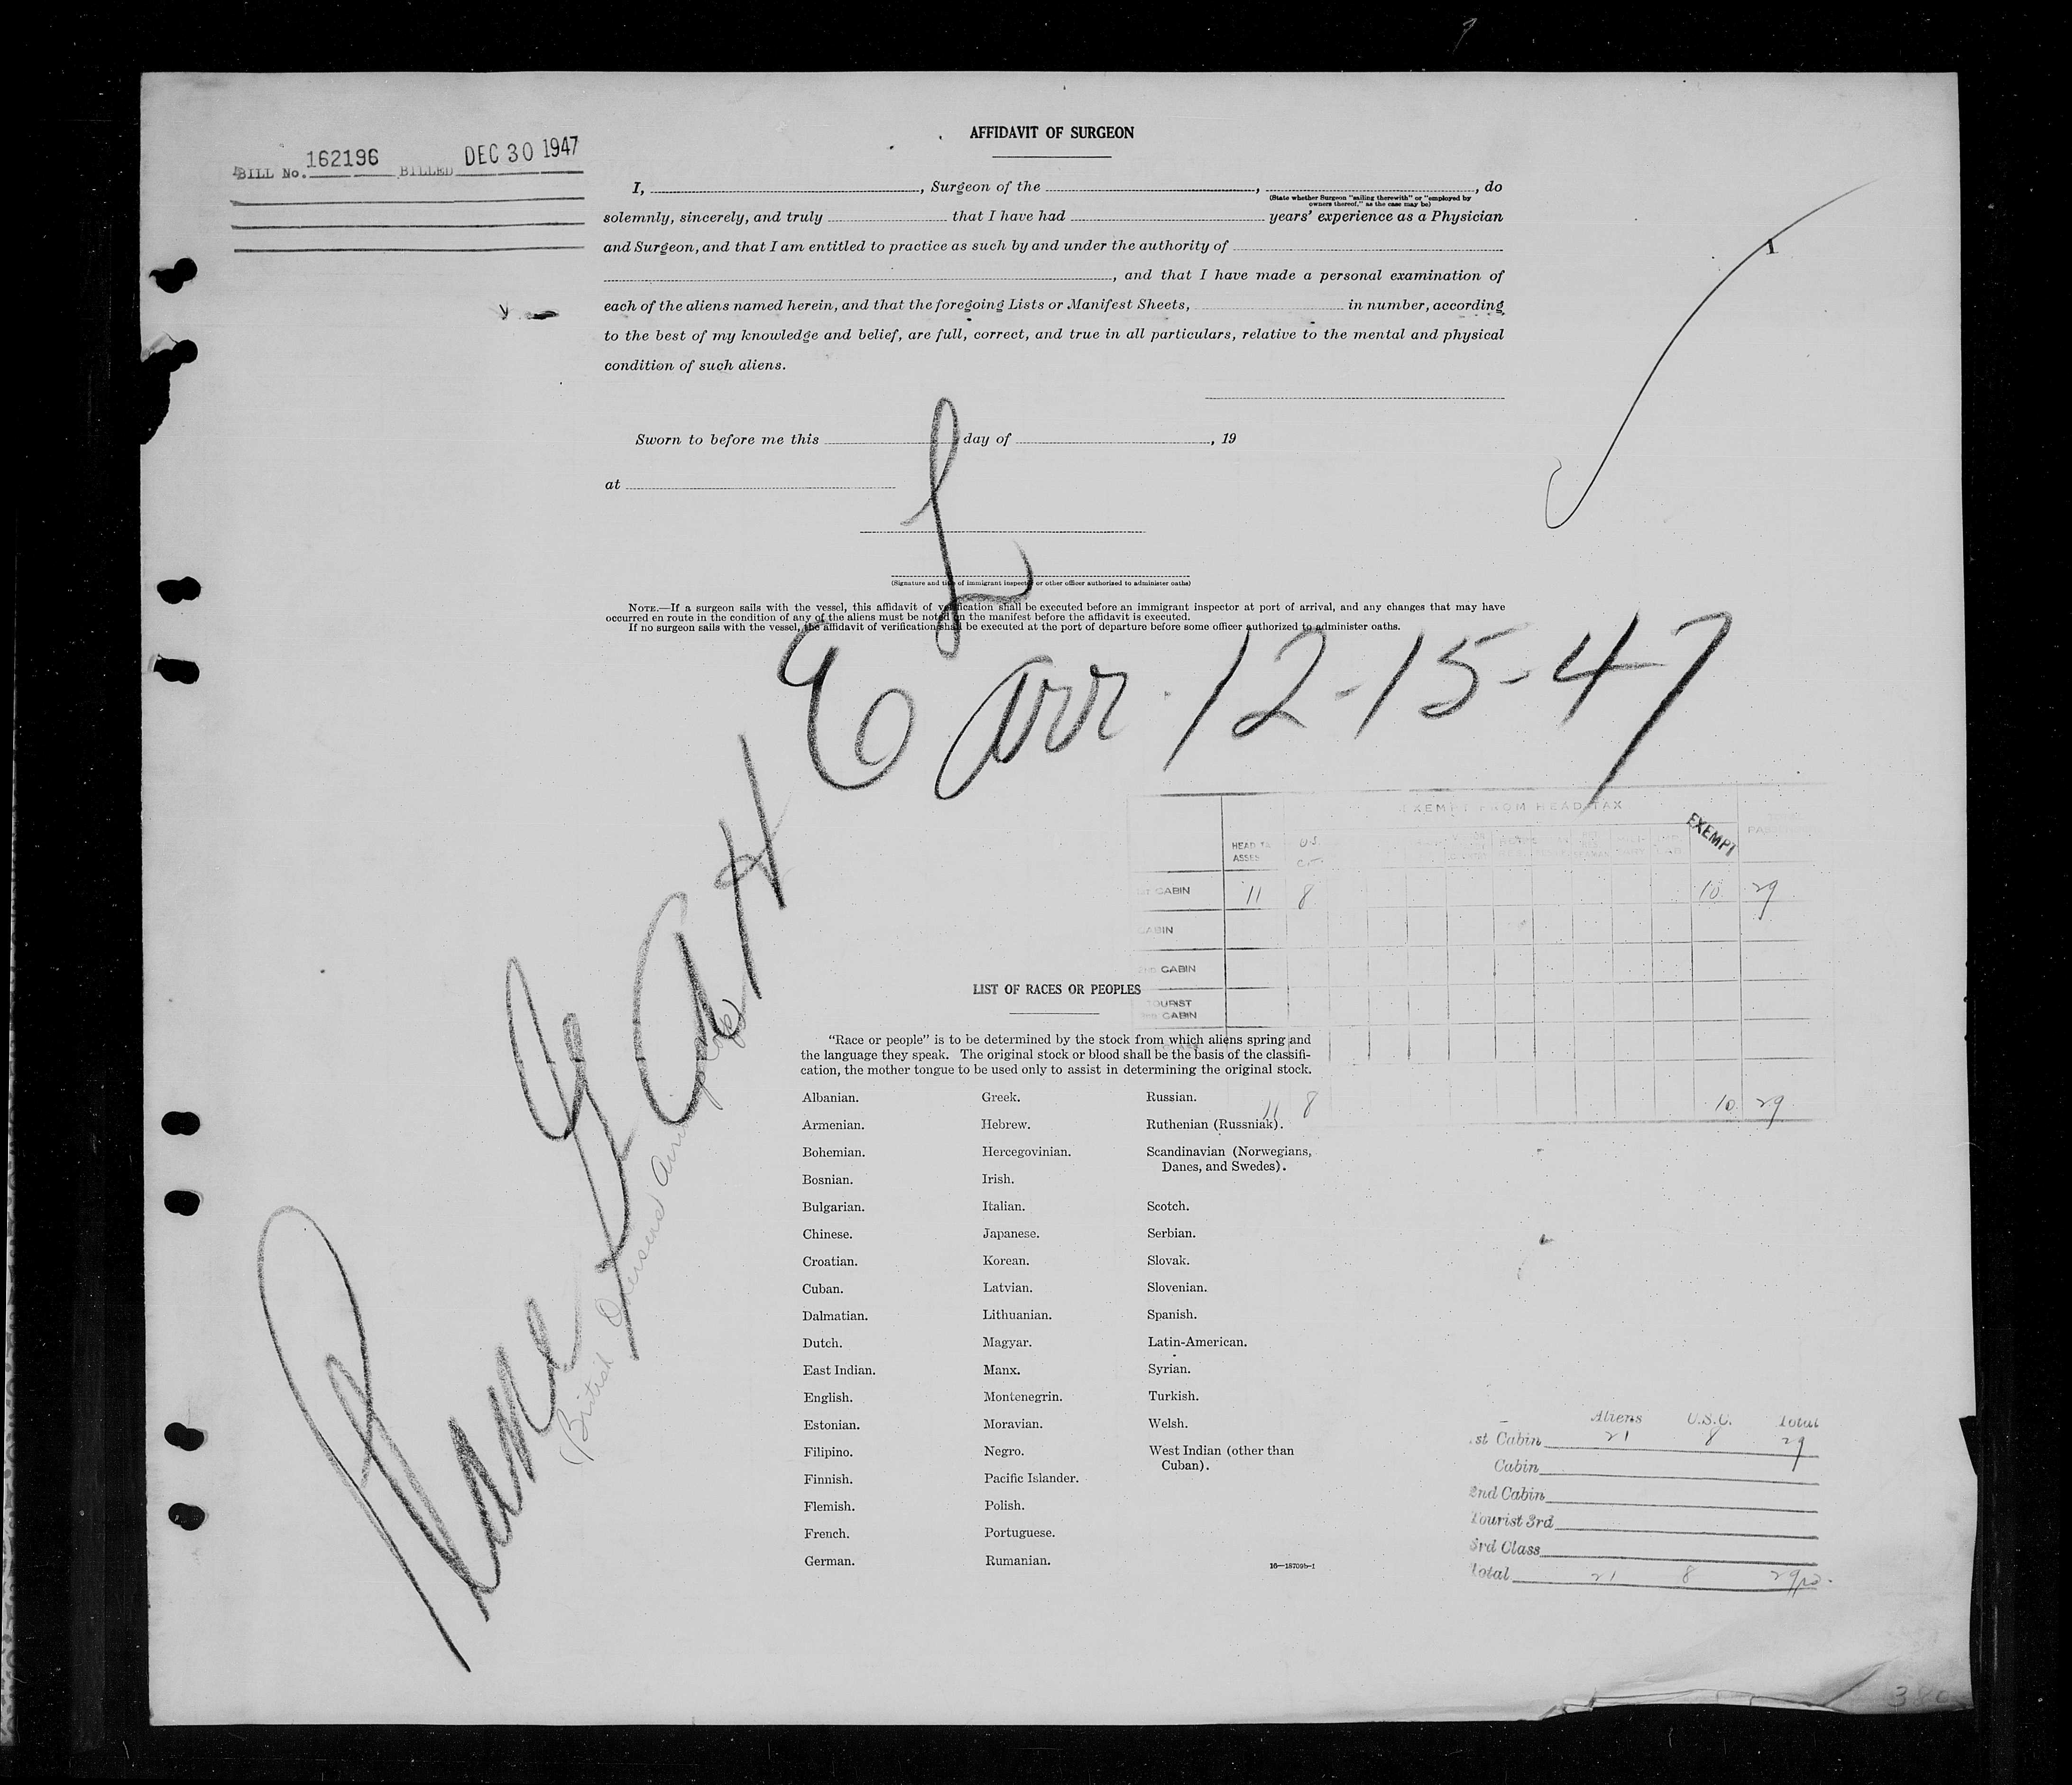 AFFIDAVIT OF SURGEON
BILL No. 162196 BILLED DEC 30 1947
I, , Surgeon of the , , do
(State whether Surgeon "sailing therewith" or "employed by
owners thereof," as the case may be)
solemnly, sincerely, and truly that I have had years' experience as a Physician
and Surgeon, and that I am entitled to practice as such by and under the authority of
, and that I have made a personal examination of
each of the aliens named herein, and that the foregoing Lists or Manifest Sheets, in number, according
to the best of my knowledge and belief, are full, correct, and true in all particulars, relative to the mental and physical
condition of such aliens.
Sworn to before me this day of , 19
at
(Signature and title of immigrant inspector or other officer authorized to administer oaths)
NOTE.—If a surgeon sails with the vessel, this affidavit of verification shall be executed before an immigrant inspector at port of arrival, and any changes that may have
occurred en route in the condition of any of the aliens must be noted on the manifest before the affidavit is executed.
If no surgeon sails with the vessel, the affidavit of verification shall be executed at the port of departure before some officer authorized to administer oaths.
L
E arr. 12-15-47
Plane G A
(British Overseas
EXEMPT FROM HEAD TAX
HEAD TA
ASSES
U.S.
EXEMPT
1st CABIN 11 8 10 29
CABIN
2nd CABIN
TOURIST
CABIN
CLASS
11 8 10 29
LIST OF RACES OR PEOPLES
"Race or people" is to be determined by the stock from which aliens spring and
the language they speak. The original stock or blood shall be the basis of the classifi-
cation, the mother tongue to be used only to assist in determining the original stock.
Albanian.
Armenian.
Bohemian.
Bosnian.
Bulgarian.
Chinese.
Croatian.
Cuban.
Dalmatian.
Dutch.
East Indian.
English.
Estonian.
Filipino.
Finnish.
Flemish.
French.
German.
Greek.
Hebrew.
Hercegovinian.
Irish.
Italian.
Japanese.
Korean.
Latvian.
Lithuanian.
Magyar.
Manx.
Montenegrin.
Moravian.
Negro.
Pacific Islander.
Polish.
Portuguese.
Rumanian.
Russian.
Ruthenian (Russniak).
Scandinavian (Norwegians,
Danes, and Swedes).
Scotch.
Serbian.
Slovak.
Slovenian.
Spanish.
Latin-American.
Syrian.
Turkish.
Welsh.
West Indian (other than
Cuban).
16—18709b-1
Aliens U.S.C. Total
1st Cabin 21 8 29
Cabin
2nd Cabin
Tourist 3rd
3rd Class
Total 21 8 29